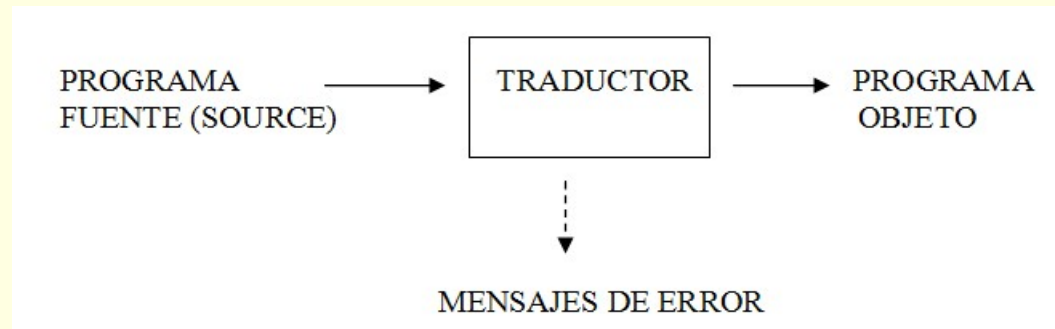 PROGRAMA
FUENTE (SOURCE)
TRADUCTOR
PROGRAMA
OBJETO
MENSAJES DE ERROR